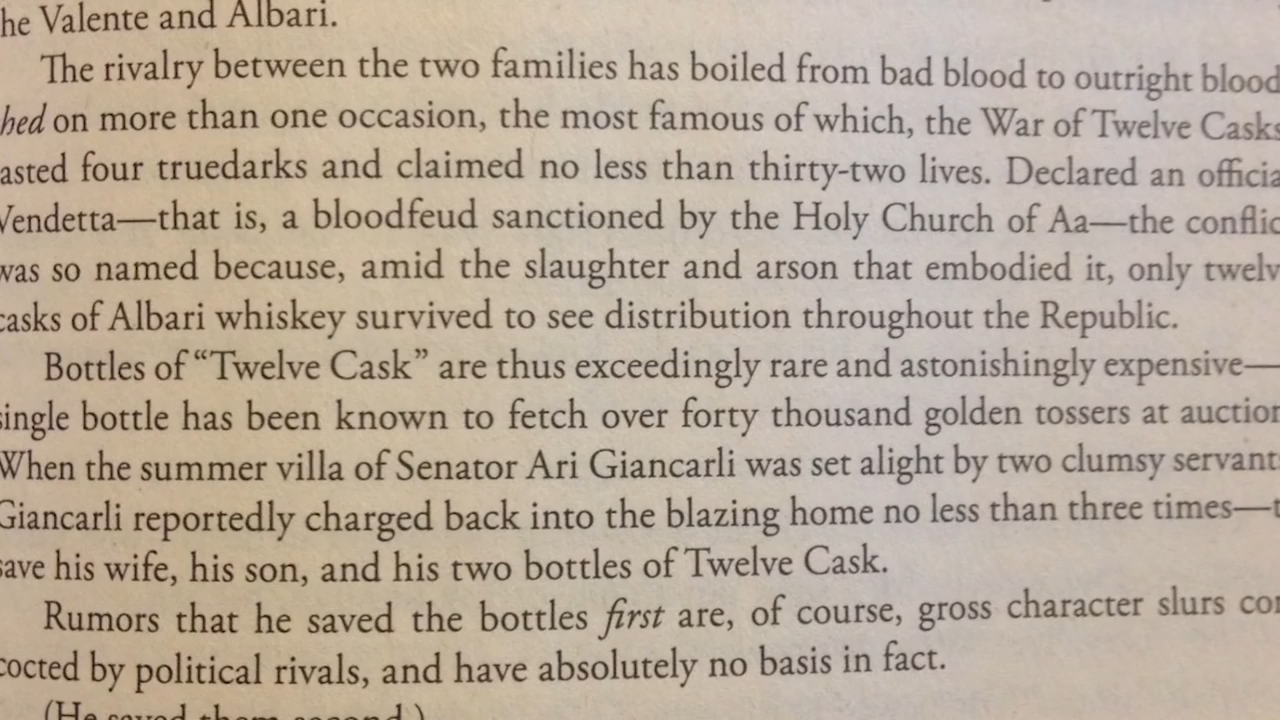 he Valente and Albari.
The rivalry between the two families has boiled from bad blood to outright blood
hed on more than one occasion, the most famous of which, the War of Twelve Casks
asted four truedarks and claimed no less than thirty-two lives. Declared an officia
Vendetta—that is, a bloodfeud sanctioned by the Holy Church of Aa—the conflic
was so named because, amid the slaughter and arson that embodied it, only twelv
casks of Albari whiskey survived to see distribution throughout the Republic.
Bottles of “Twelve Cask” are thus exceedingly rare and astonishingly expensive—
single bottle has been known to fetch over forty thousand golden tossers at auction
When the summer villa of Senator Ari Giancarli was set alight by two clumsy servants
Giancarli reportedly charged back into the blazing home no less than three times—t
save his wife, his son, and his two bottles of Twelve Cask.
Rumors that he saved the bottles first are, of course, gross character slurs con
cocted by political rivals, and have absolutely no basis in fact.
(He saved them second.)